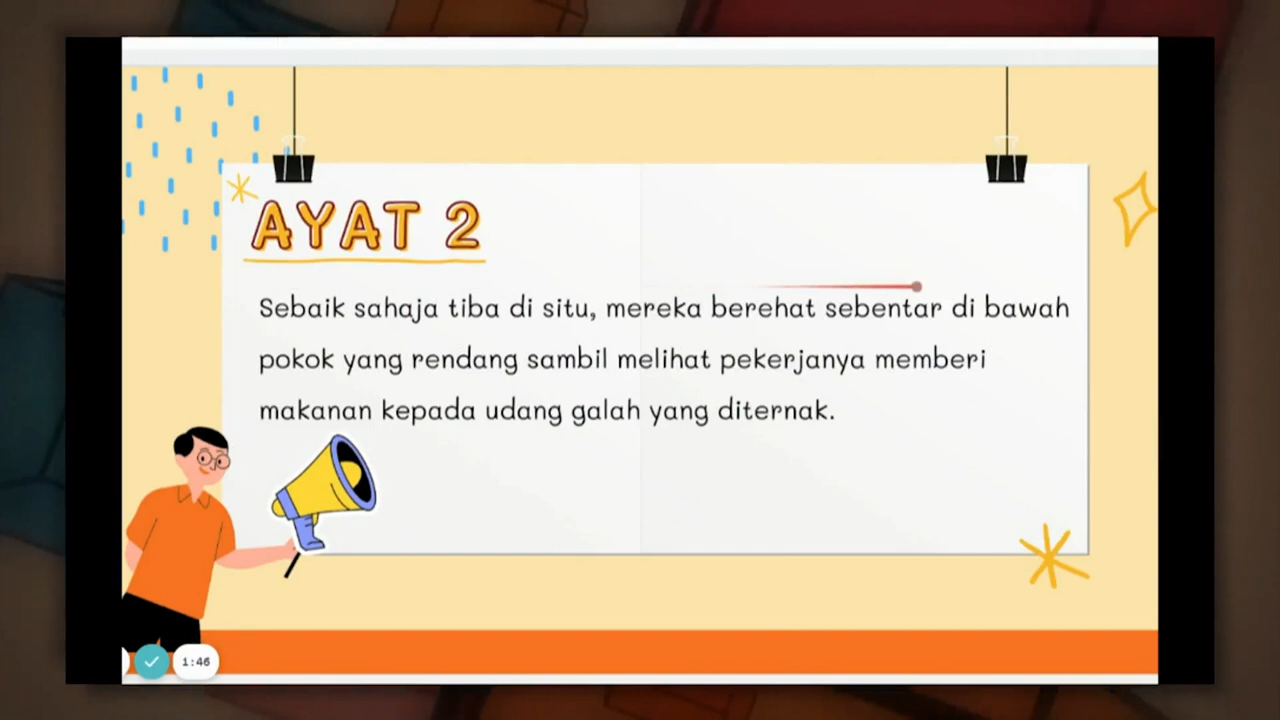 AYAT 2
Sebaik sahaja tiba di situ, mereka berehat sebentar di bawah
pokok yang rendang sambil melihat pekerjanya memberi
makanan kepada udang galah yang diternak.
1:46